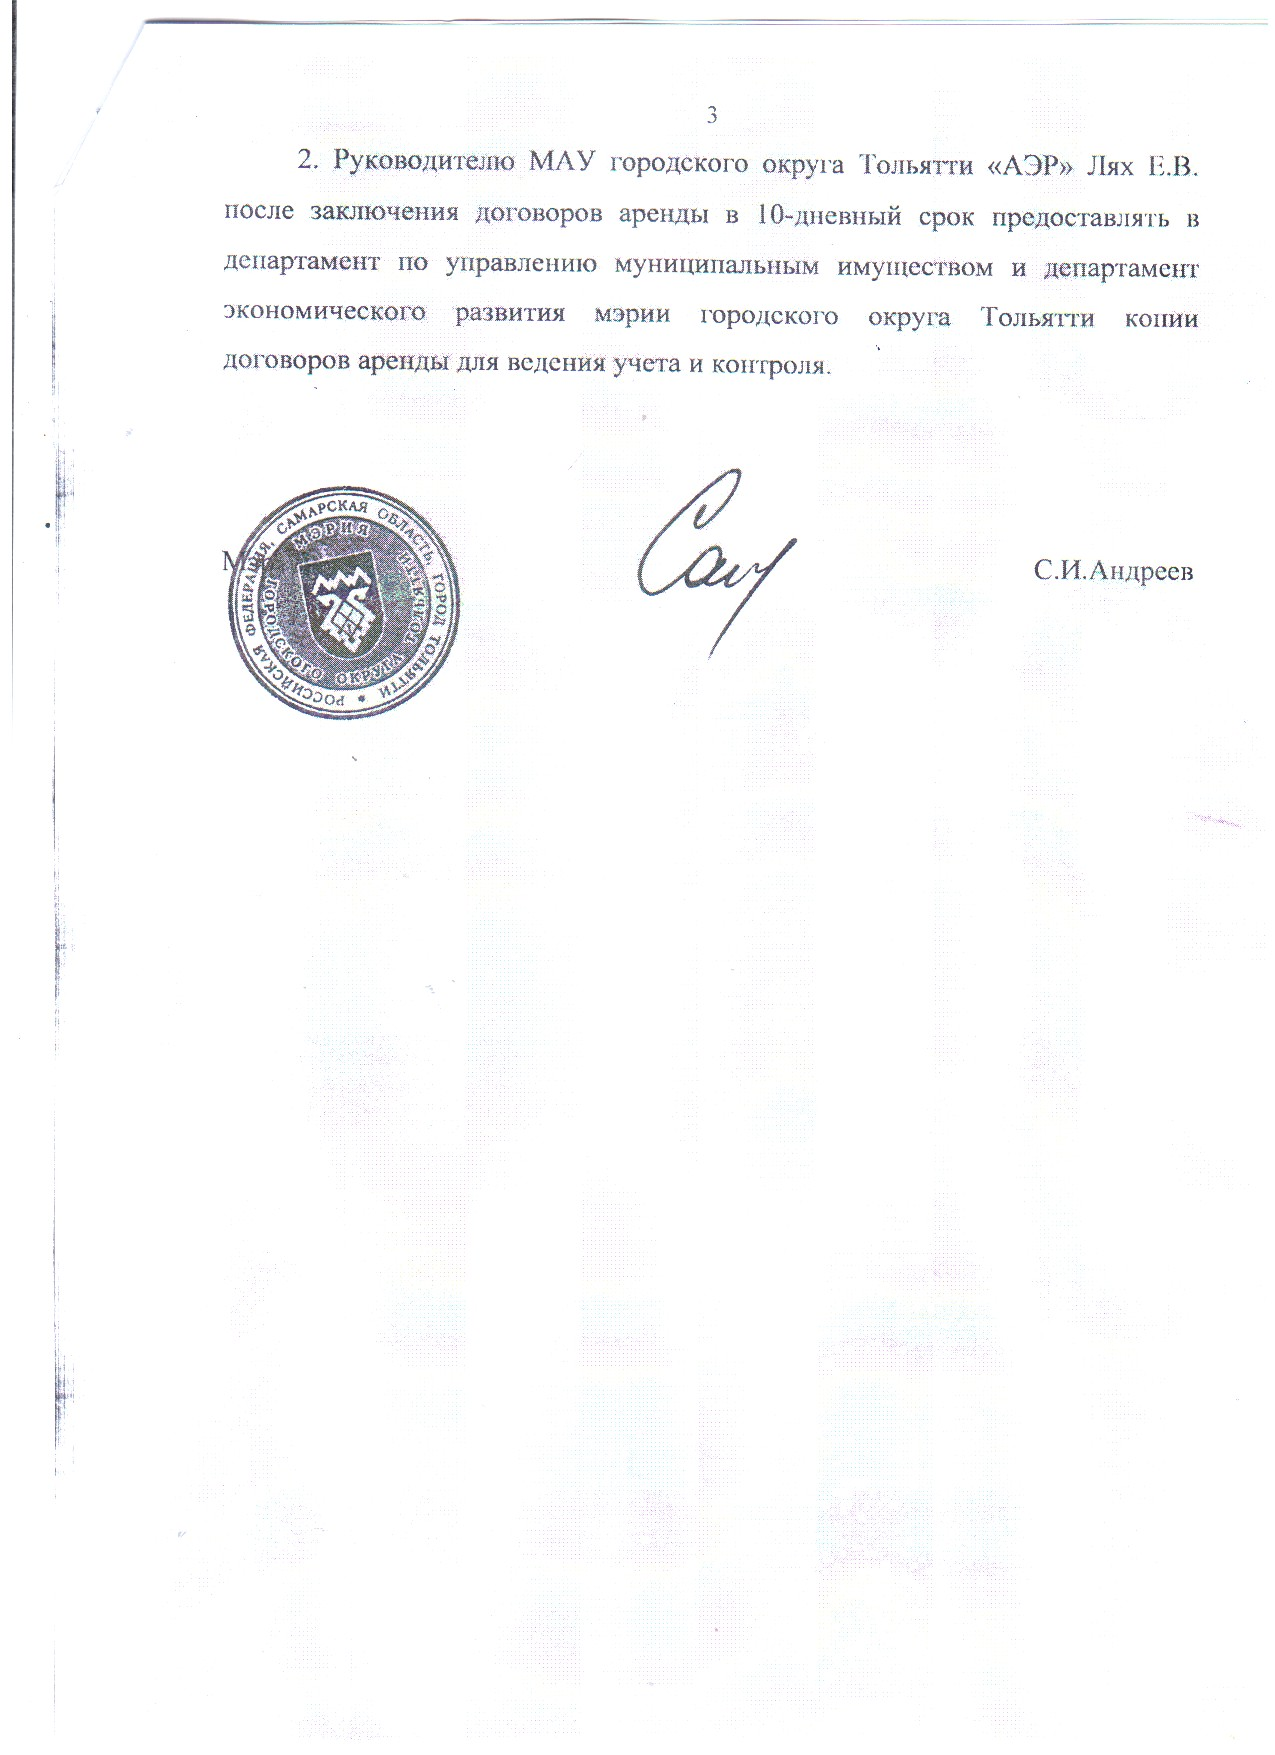 3
2. Руководителю МАУ городского округа Тольятти «АЭР» Лях Е.В.
после заключения договоров аренды в 10-дневный срок предоставлять в
департамент по управлению муниципальным имуществом и департамент
экономического развития мэрии городского округа Тольятти копии
договоров аренды для ведения учета и контроля.
С.И.Андреев
РОССИЙСКАЯ ФЕДЕРАЦИЯ, САМАРСКАЯ ОБЛАСТЬ, ГОРОД ТОЛЬЯТТИ
МЭРИЯ ГОРОДСКОГО ОКРУГА ТОЛЬЯТТИ